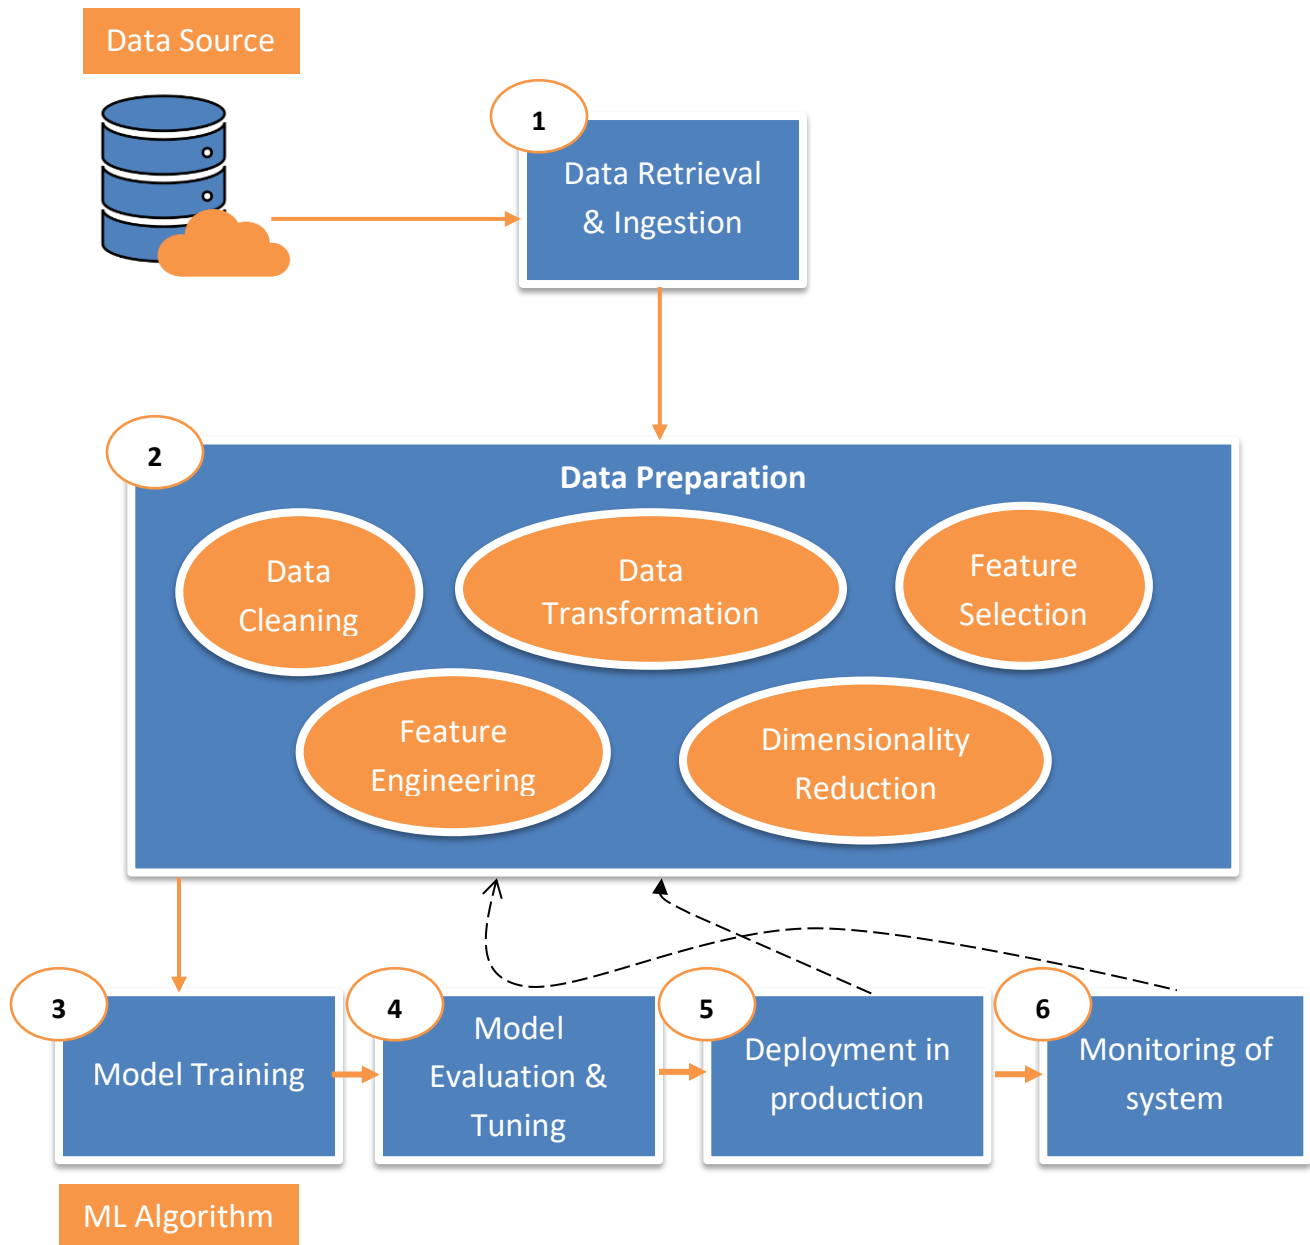 Data Source
1
Data Retrieval
& Ingestion
2
Data Preparation
Data
Cleaning
Data
Transformation
Feature
Selection
Feature
Engineering
Dimensionality
Reduction
3
Model Training
4
Model
Evaluation &
Tuning
5
Deployment in
production
6
Monitoring of
system
ML Algorithm